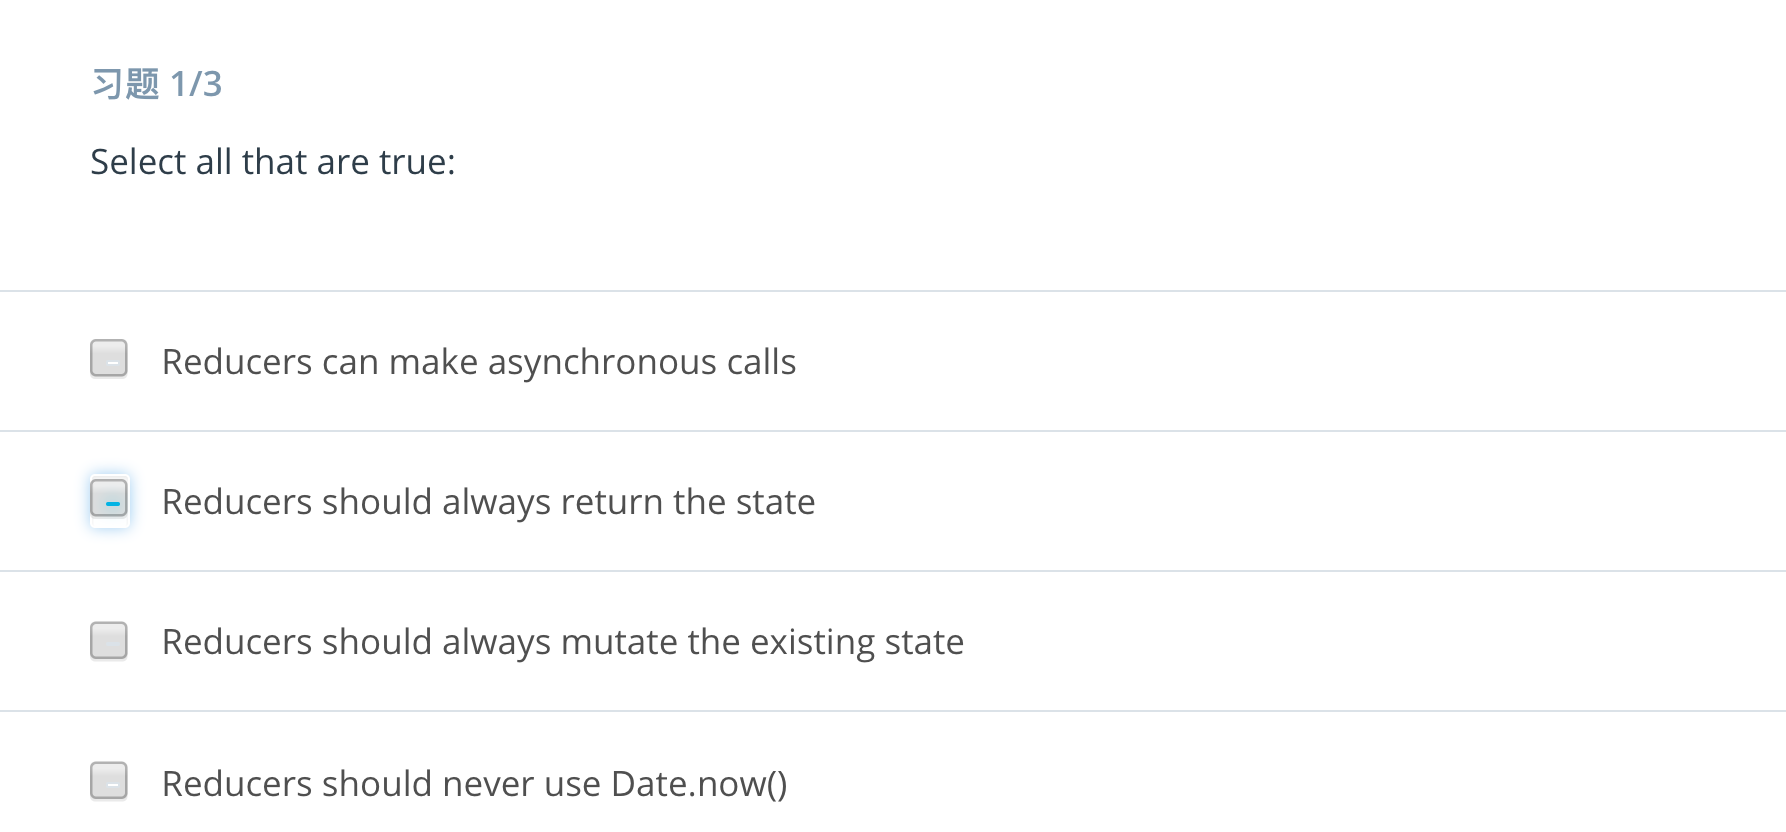 习题 1/3
Select all that are true:
Reducers can make asynchronous calls
Reducers should always return the state
Reducers should always mutate the existing state
Reducers should never use Date.now()